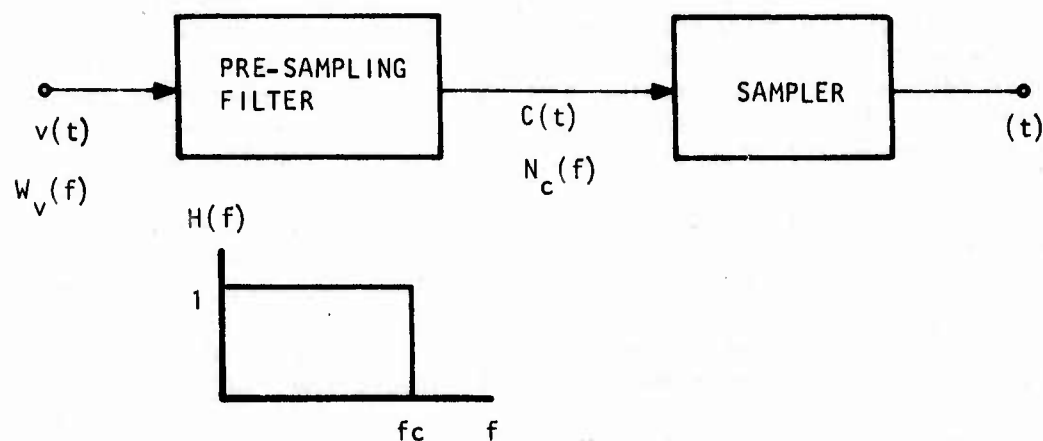 PRE-SAMPLING
FILTER
SAMPLER
v(t)
C(t)
(t)
W_v(f)
N_c(f)
H(f)
1
fc
f